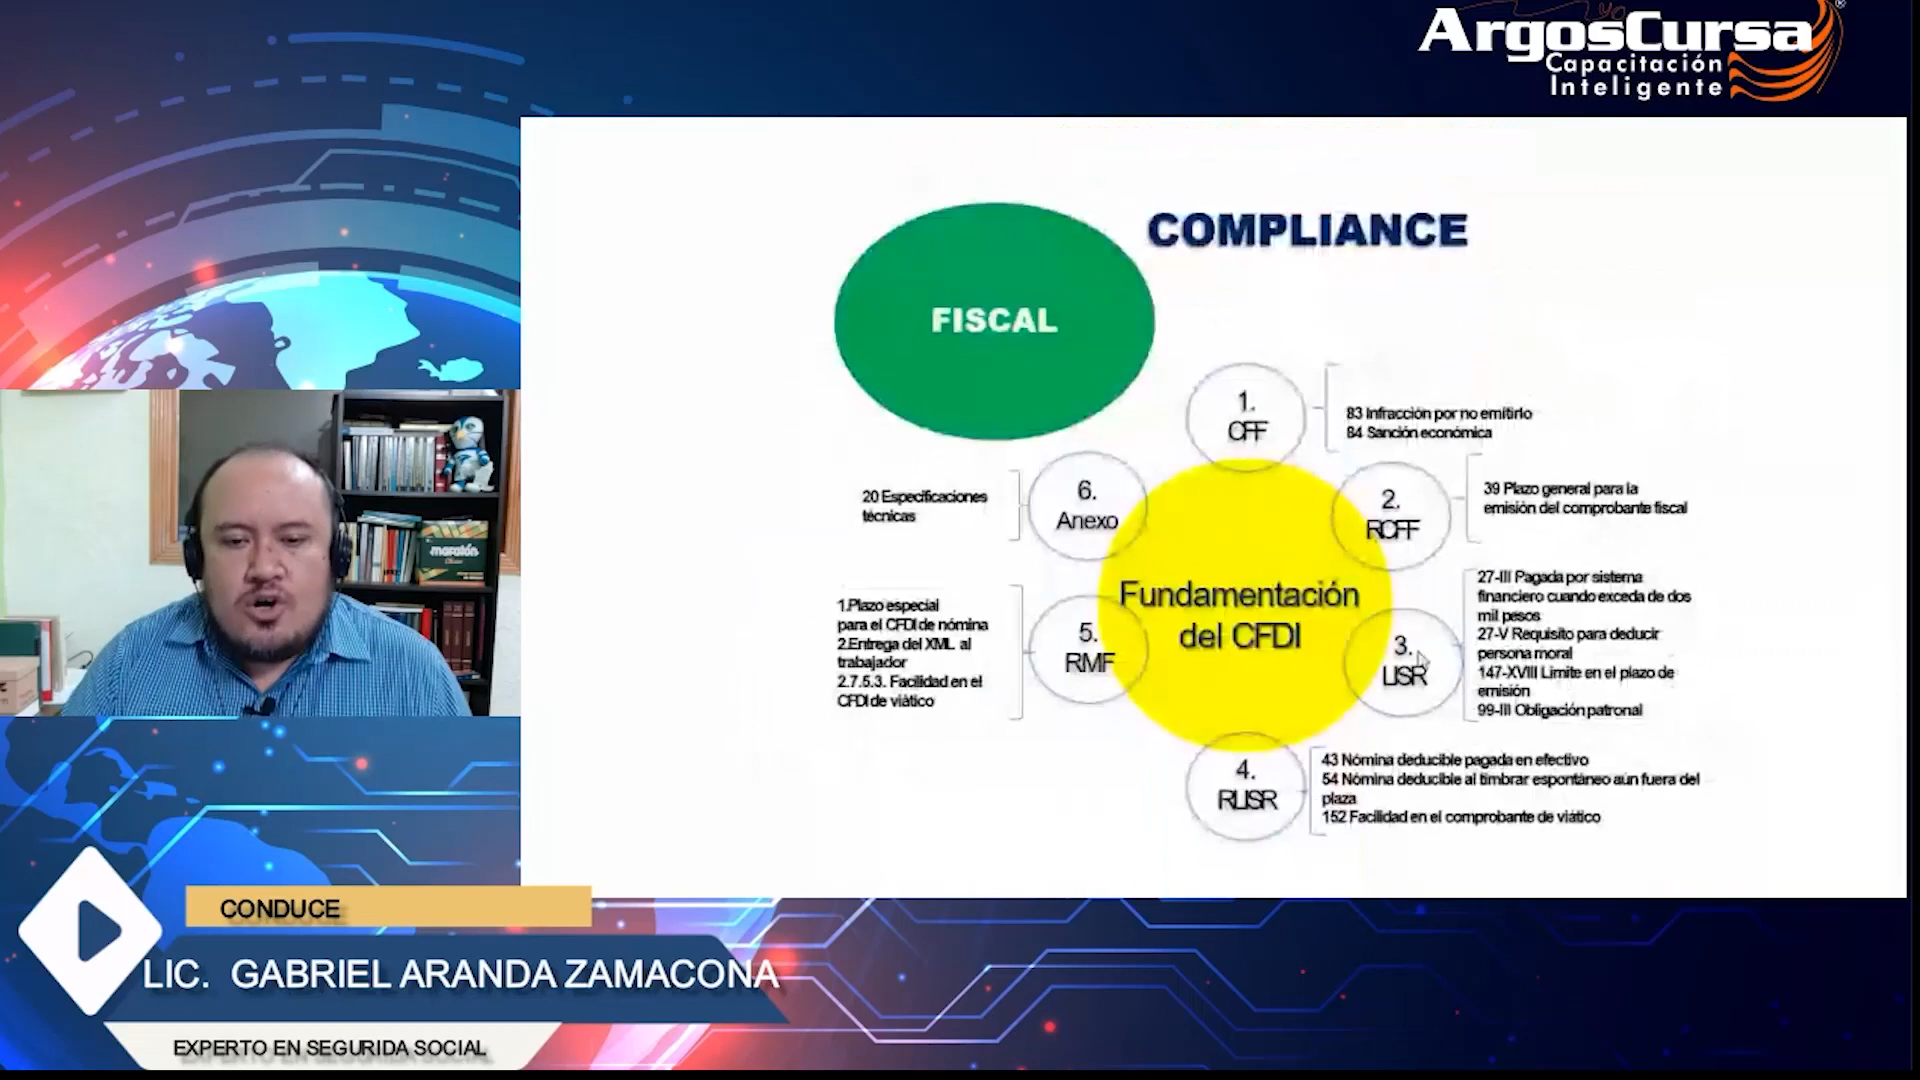 ArgosCursa
Capacitación
Inteligente
COMPLIANCE
FISCAL
1.
CFF
83 Infracción por no emitirlo
84 Sanción económica
2.
RCFF
39 Plazo general para la
emisión del comprobante fiscal
3.
LISR
27-III Pagada por sistema
financiero cuando exceda de dos
mil pesos
27-V Requisito para deducir
persona moral
147-XVIII Limite en el plazo de
emisión
99-III Obligación patronal
4.
RLISR
43 Nómina deducible pagada en efectivo
54 Nómina deducible al timbrar espontáneo aún fuera del
plaza
152 Facilidad en el comprobante de viático
5.
RMF
1.Plazo especial
para el CFDI de nómina
2.Entrega del XML al
trabajador
2.7.5.3. Facilidad en el
CFDI de viático
6.
Anexo
20 Especificaciones
técnicas
Fundamentación
del CFDI
maratón
CONDUCE
LIC. GABRIEL ARANDA ZAMACONA
EXPERTO EN SEGURIDA SOCIAL